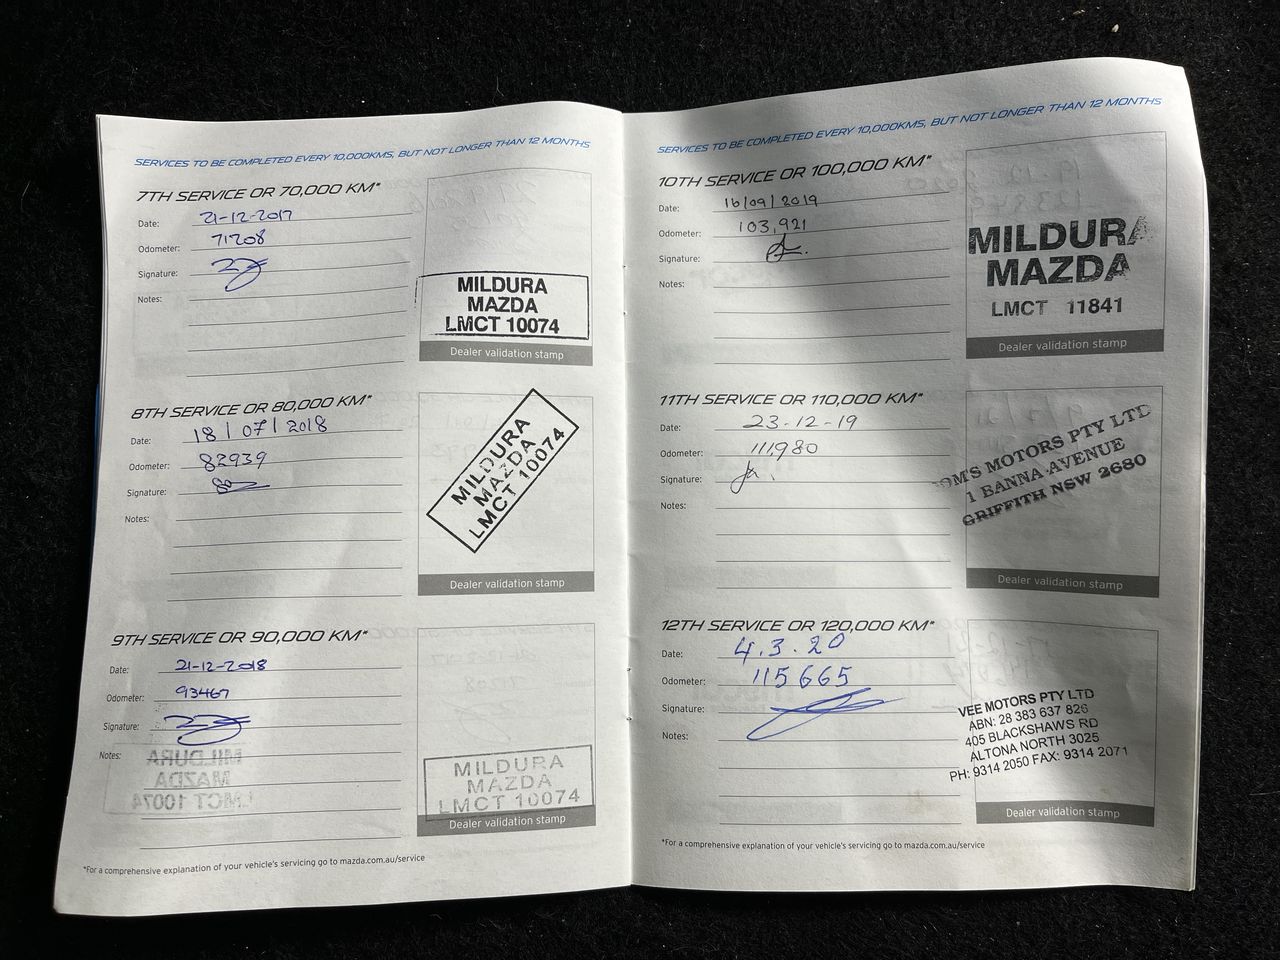 SERVICES TO BE COMPLETED EVERY 10,000KMS, BUT NOT LONGER THAN 12 MONTHS
7TH SERVICE OR 70,000 KM*
Date: 21-12-2017
Odometer: 71208
Signature:
Notes:
MILDURA
MAZDA
LMCT 10074
Dealer validation stamp
8TH SERVICE OR 80,000 KM*
Date: 18/07/2018
Odometer: 82939
Signature:
Notes:
MILDURA
MAZDA
LMCT 10074
Dealer validation stamp
9TH SERVICE OR 90,000 KM*
Date: 21-12-2018
Odometer: 93467
Signature:
Notes:
MILDURA
MAZDA
LMCT 10074
MILDURA
MAZDA
LMCT 10074
Dealer validation stamp
*For a comprehensive explanation of your vehicle's servicing go to mazda.com.au/service
SERVICES TO BE COMPLETED EVERY 10,000KMS, BUT NOT LONGER THAN 12 MONTHS
10TH SERVICE OR 100,000 KM*
Date: 16/09/2019
Odometer: 103,921
Signature:
Notes:
MILDURA
MAZDA
LMCT 11841
Dealer validation stamp
11TH SERVICE OR 110,000 KM*
Date: 23-12-19
Odometer: 111,980
Signature:
Notes:
OM'S MOTORS PTY LTD
1 BANNA AVENUE
GRIFFITH NSW 2680
Dealer validation stamp
12TH SERVICE OR 120,000 KM*
Date: 4.3.20
Odometer: 115665
Signature:
Notes:
VEE MOTORS PTY LTD
ABN: 28 383 637 826
405 BLACKSHAWS RD
ALTONA NORTH 3025
PH: 9314 2050 FAX: 9314 2071
Dealer validation stamp
*For a comprehensive explanation of your vehicle's servicing go to mazda.com.au/service